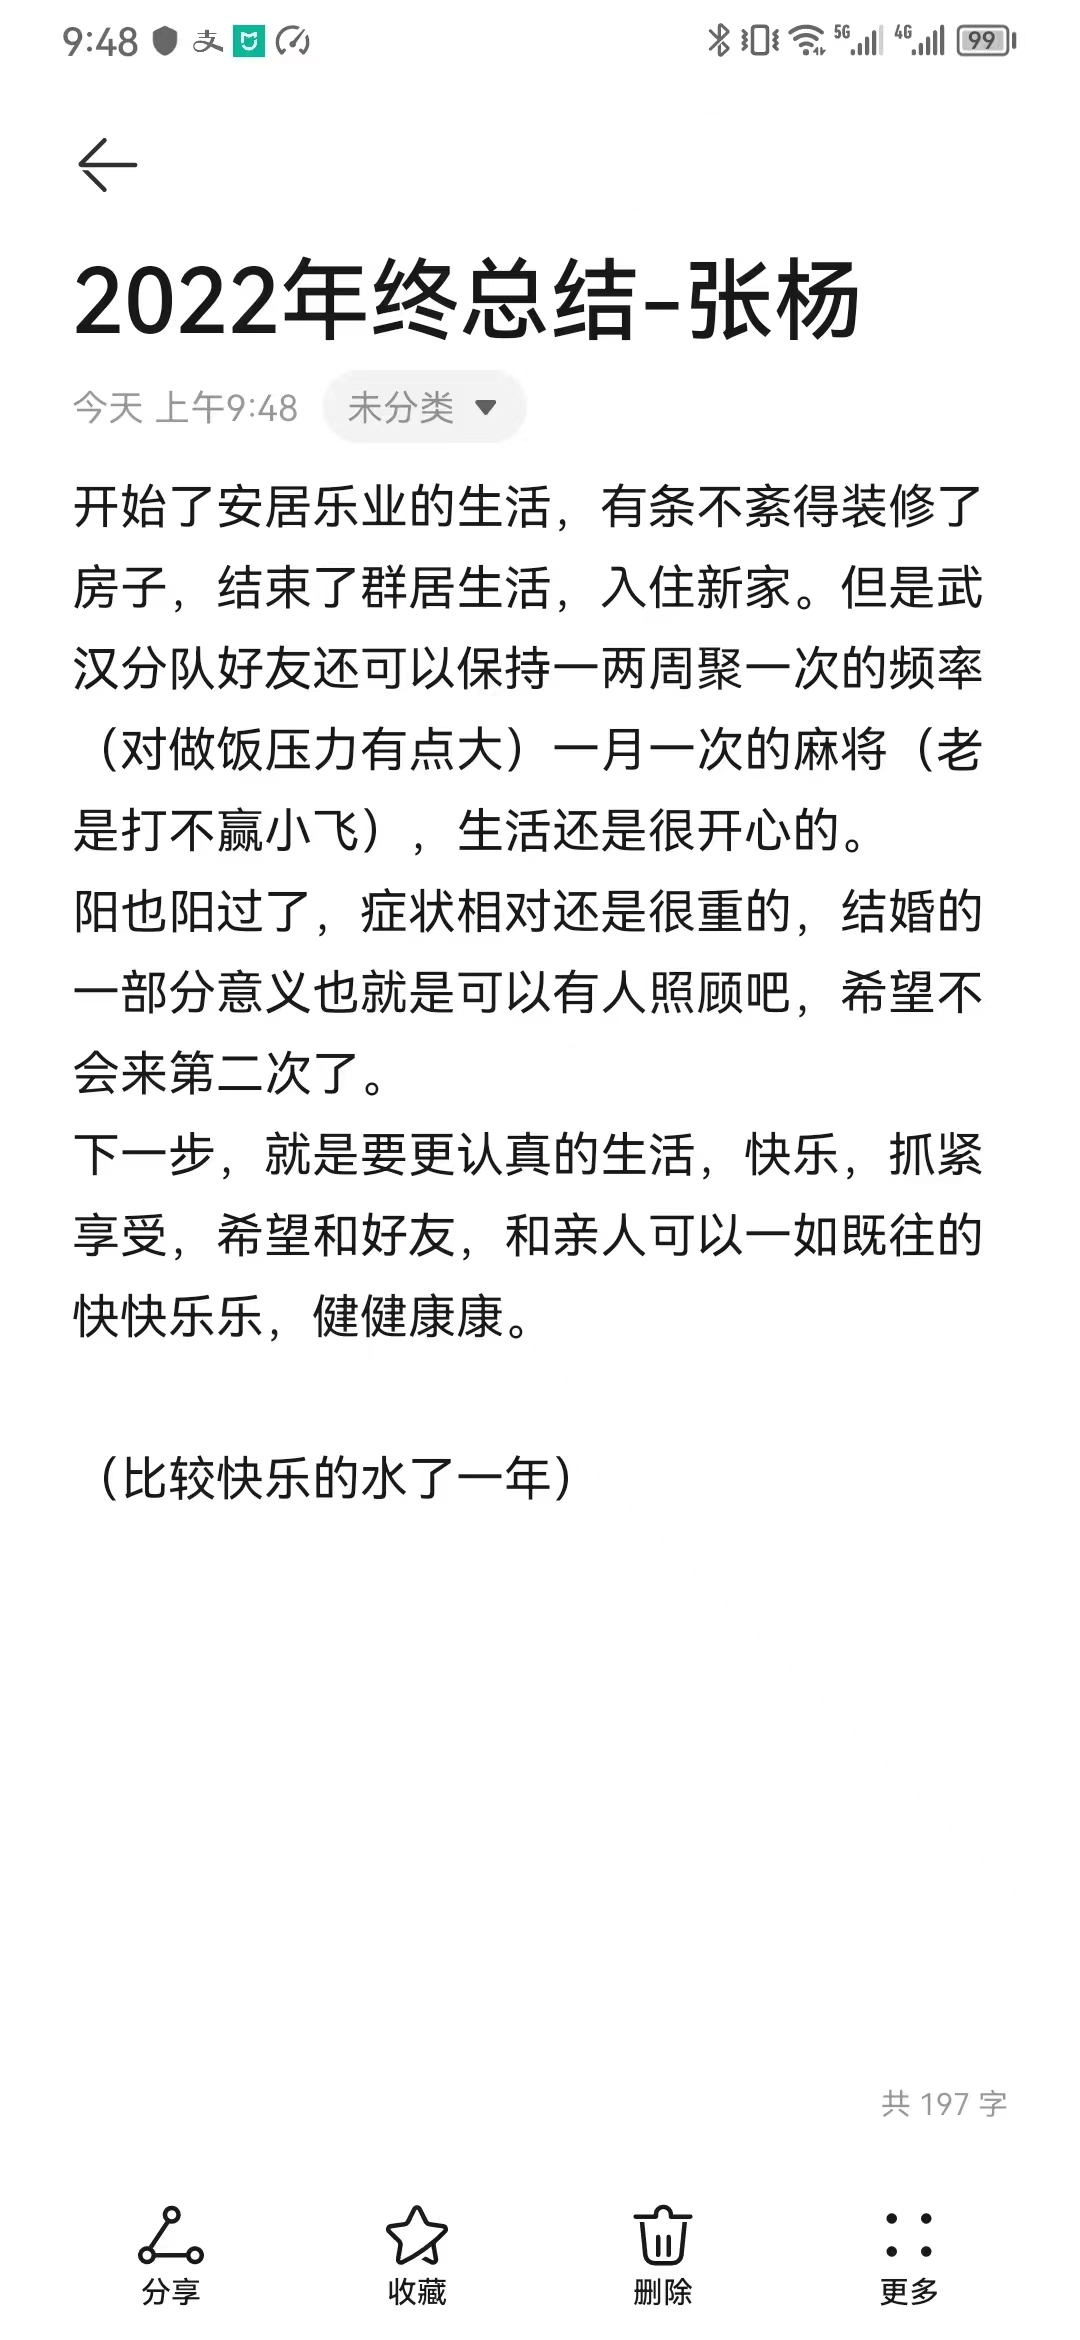 9:48 支 5G 4G 99
2022年终总结-张杨
今天 上午9:48 未分类
开始了安居乐业的生活，有条不紊得装修了
房子，结束了群居生活，入住新家。但是武
汉分队好友还可以保持一两周聚一次的频率
（对做饭压力有点大）一月一次的麻将（老
是打不赢小飞），生活还是很开心的。
阳也阳过了，症状相对还是很重的，结婚的
一部分意义也就是可以有人照顾吧，希望不
会来第二次了。
下一步，就是要更认真的生活，快乐，抓紧
享受，希望和好友，和亲人可以一如既往的
快快乐乐，健健康康。
（比较快乐的水了一年）
共 197 字
分享 收藏 删除 更多